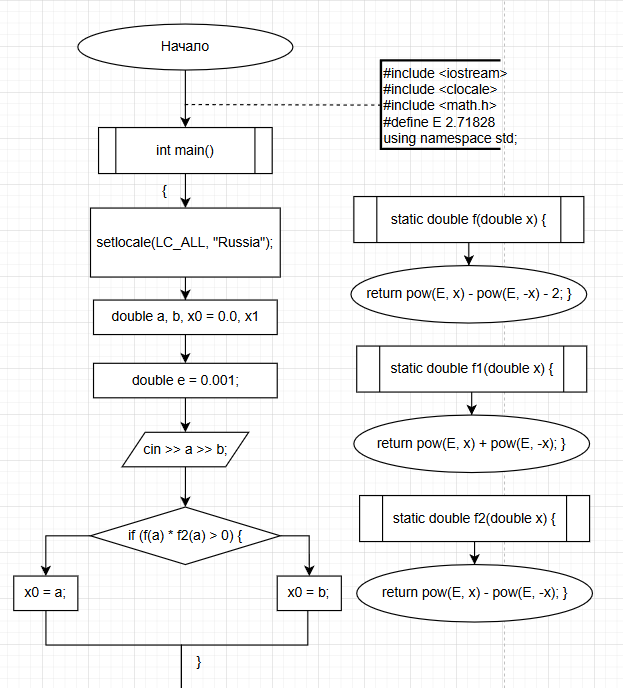 Начало
#include <iostream>
#include <clocale>
#include <math.h>
#define E 2.71828
using namespace std;
int main()
{
setlocale(LC_ALL, "Russia");
double a, b, x0 = 0.0, x1
double e = 0.001;
cin >> a >> b;
if (f(a) * f2(a) > 0) {
x0 = a;
x0 = b;
}
static double f(double x) {
return pow(E, x) - pow(E, -x) - 2; }
static double f1(double x) {
return pow(E, x) + pow(E, -x); }
static double f2(double x) {
return pow(E, x) - pow(E, -x); }